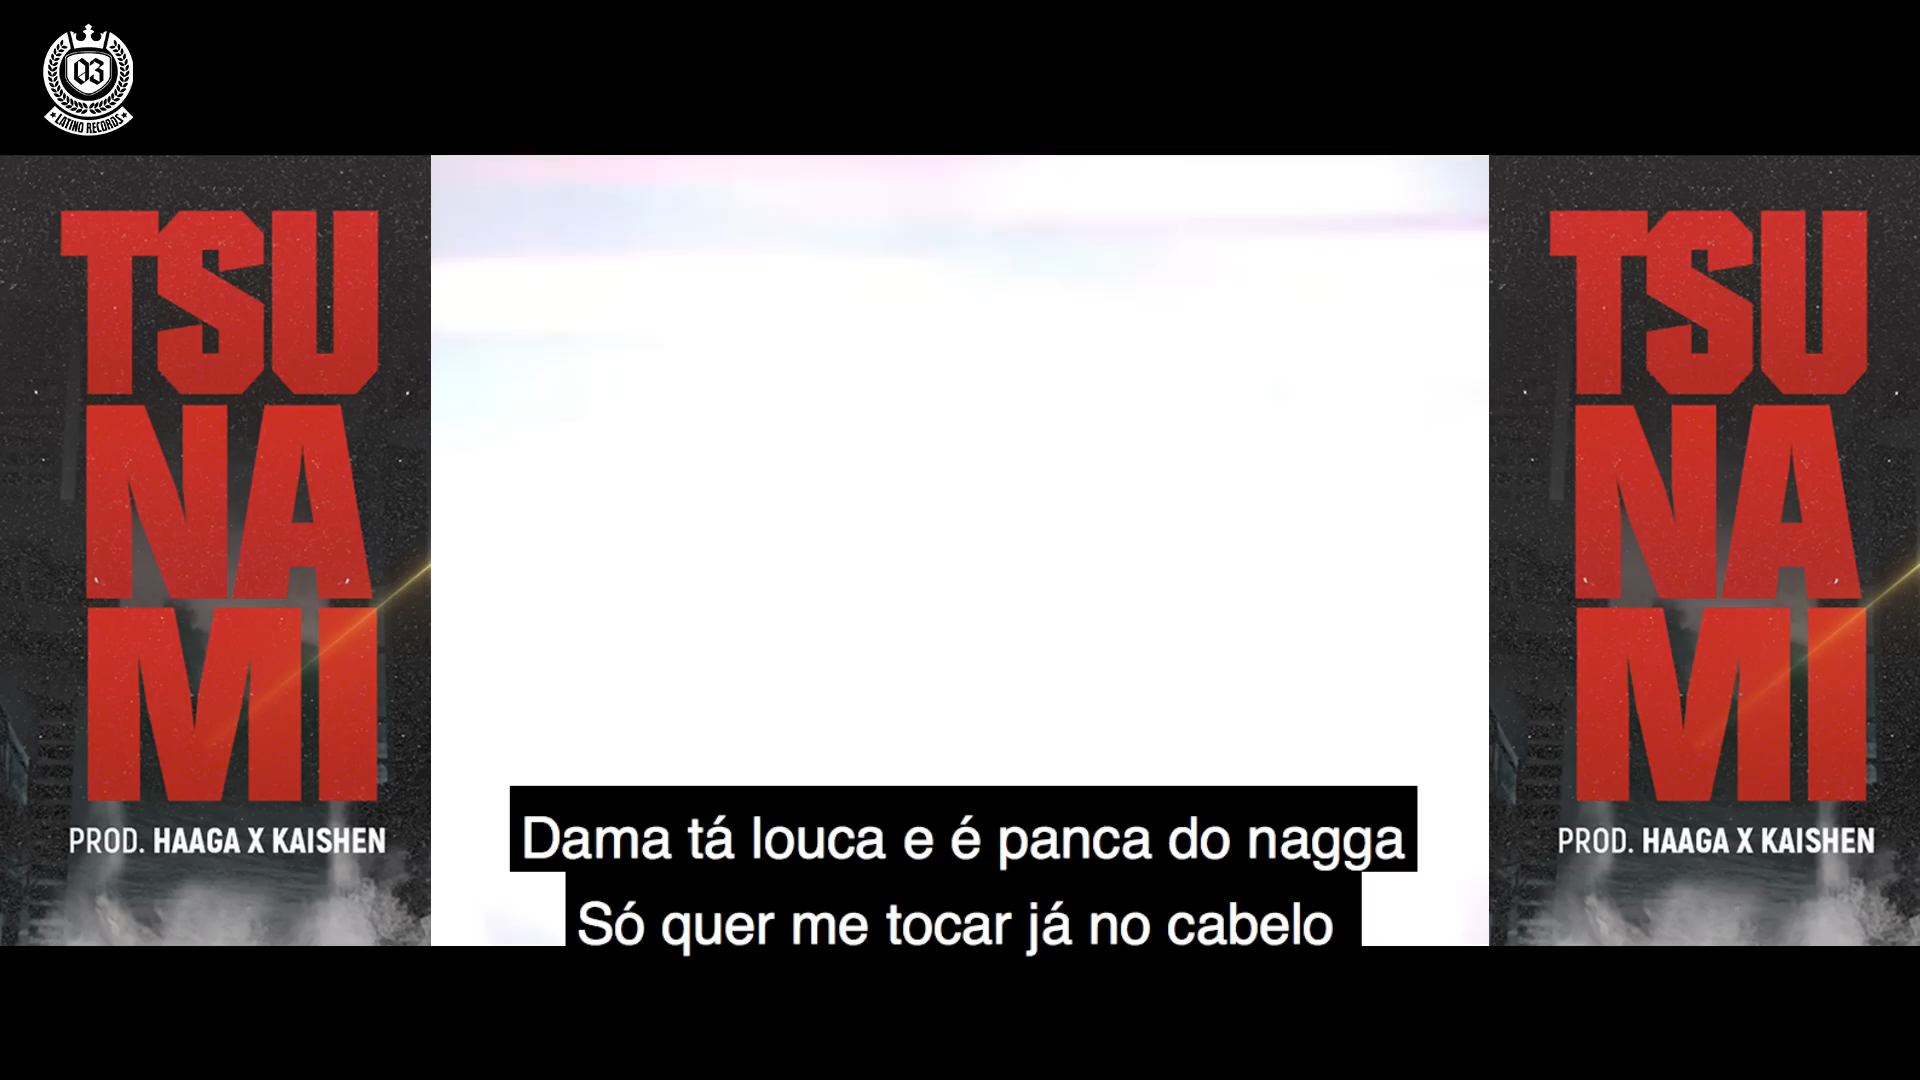 03
LATINO RECORDS
TSU
NA
MI
PROD. HAAGA X KAISHEN
Dama tá louca e é panca do nagga
Só quer me tocar já no cabelo
TSU
NA
MI
PROD. HAAGA X KAISHEN